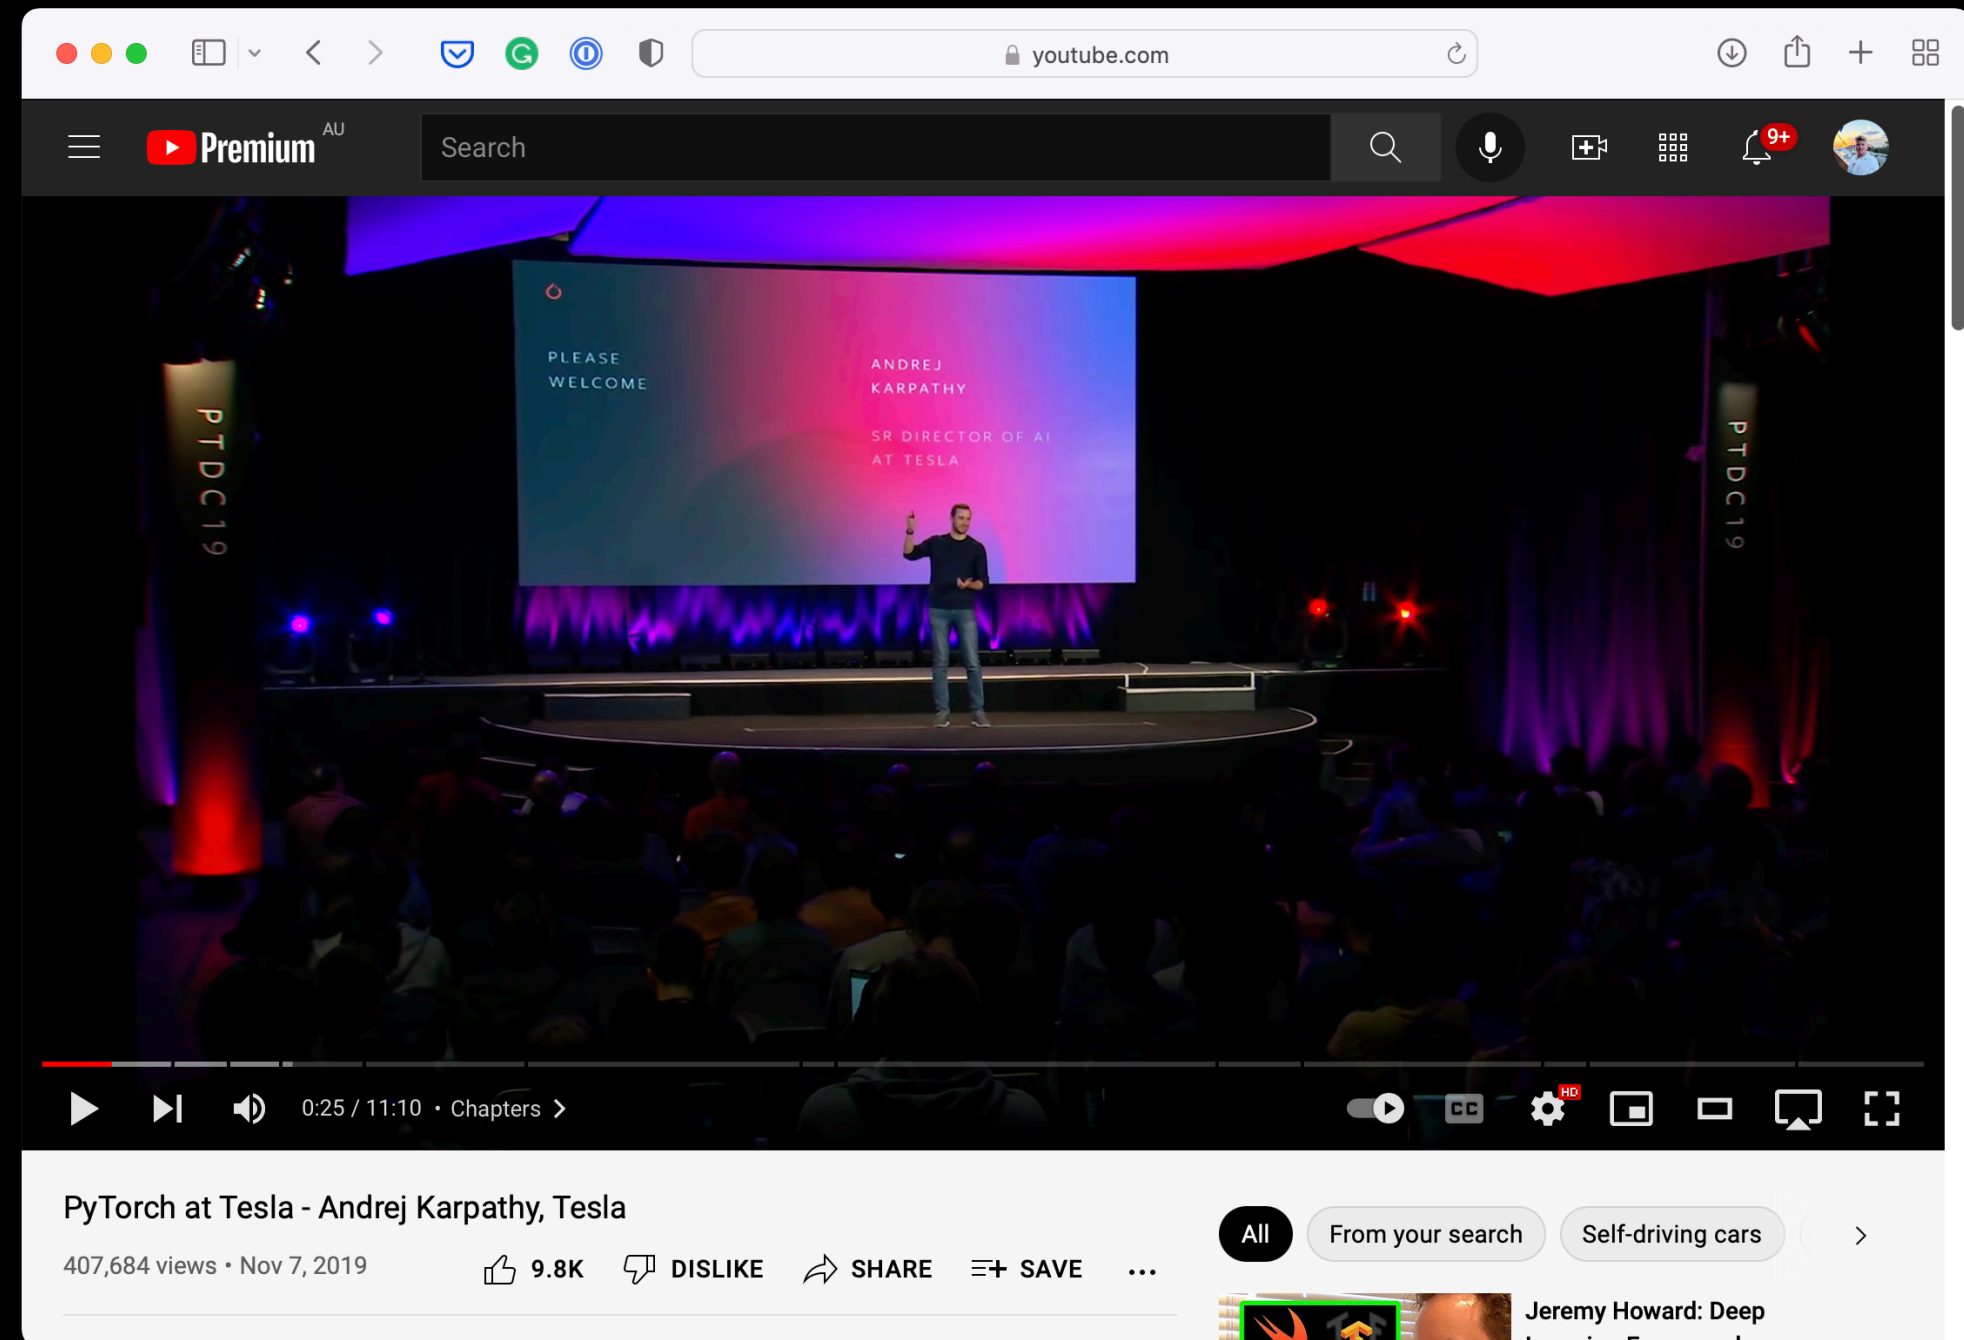 youtube.com
Premium AU
Search
9+
PLEASE
WELCOME
ANDREJ
KARPATHY
SR DIRECTOR OF AI
AT TESLA
PTDC19
PTDC19
0:25 / 11:10 • Chapters
CC
HD
PyTorch at Tesla - Andrej Karpathy, Tesla
407,684 views • Nov 7, 2019
9.8K
DISLIKE
SHARE
SAVE
All
From your search
Self-driving cars
Jeremy Howard: Deep